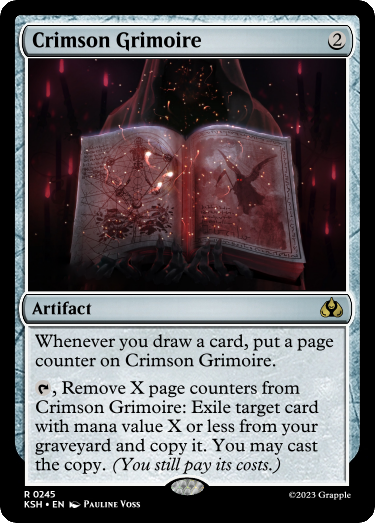 Crimson Grimoire 2
Artifact
Whenever you draw a card, put a page
counter on Crimson Grimoire.
, Remove X page counters from
Crimson Grimoire: Exile target card
with mana value X or less from your
graveyard and copy it. You may cast
the copy. (You still pay its costs.)
R 0245
KSH • EN Pauline Voss
©2023 Grapple